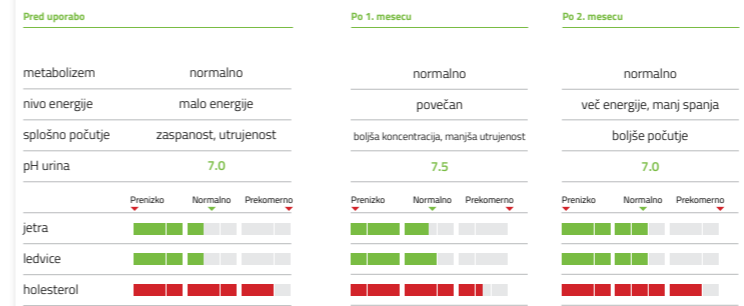 Pred uporabo Po 1. mesecu Po 2. mesecu
metabolizem normalno normalno normalno
nivo energije malo energije povečan več energije, manj spanja
splošno počutje zaspanost, utrujenost boljša koncentracija, manjša utrujenost boljše počutje
pH urina 7.0 7.5 7.0
Prenizko Normalno Prekomerno Prenizko Normalno Prekomerno Prenizko Normalno Prekomerno
jetra
ledvice
holesterol